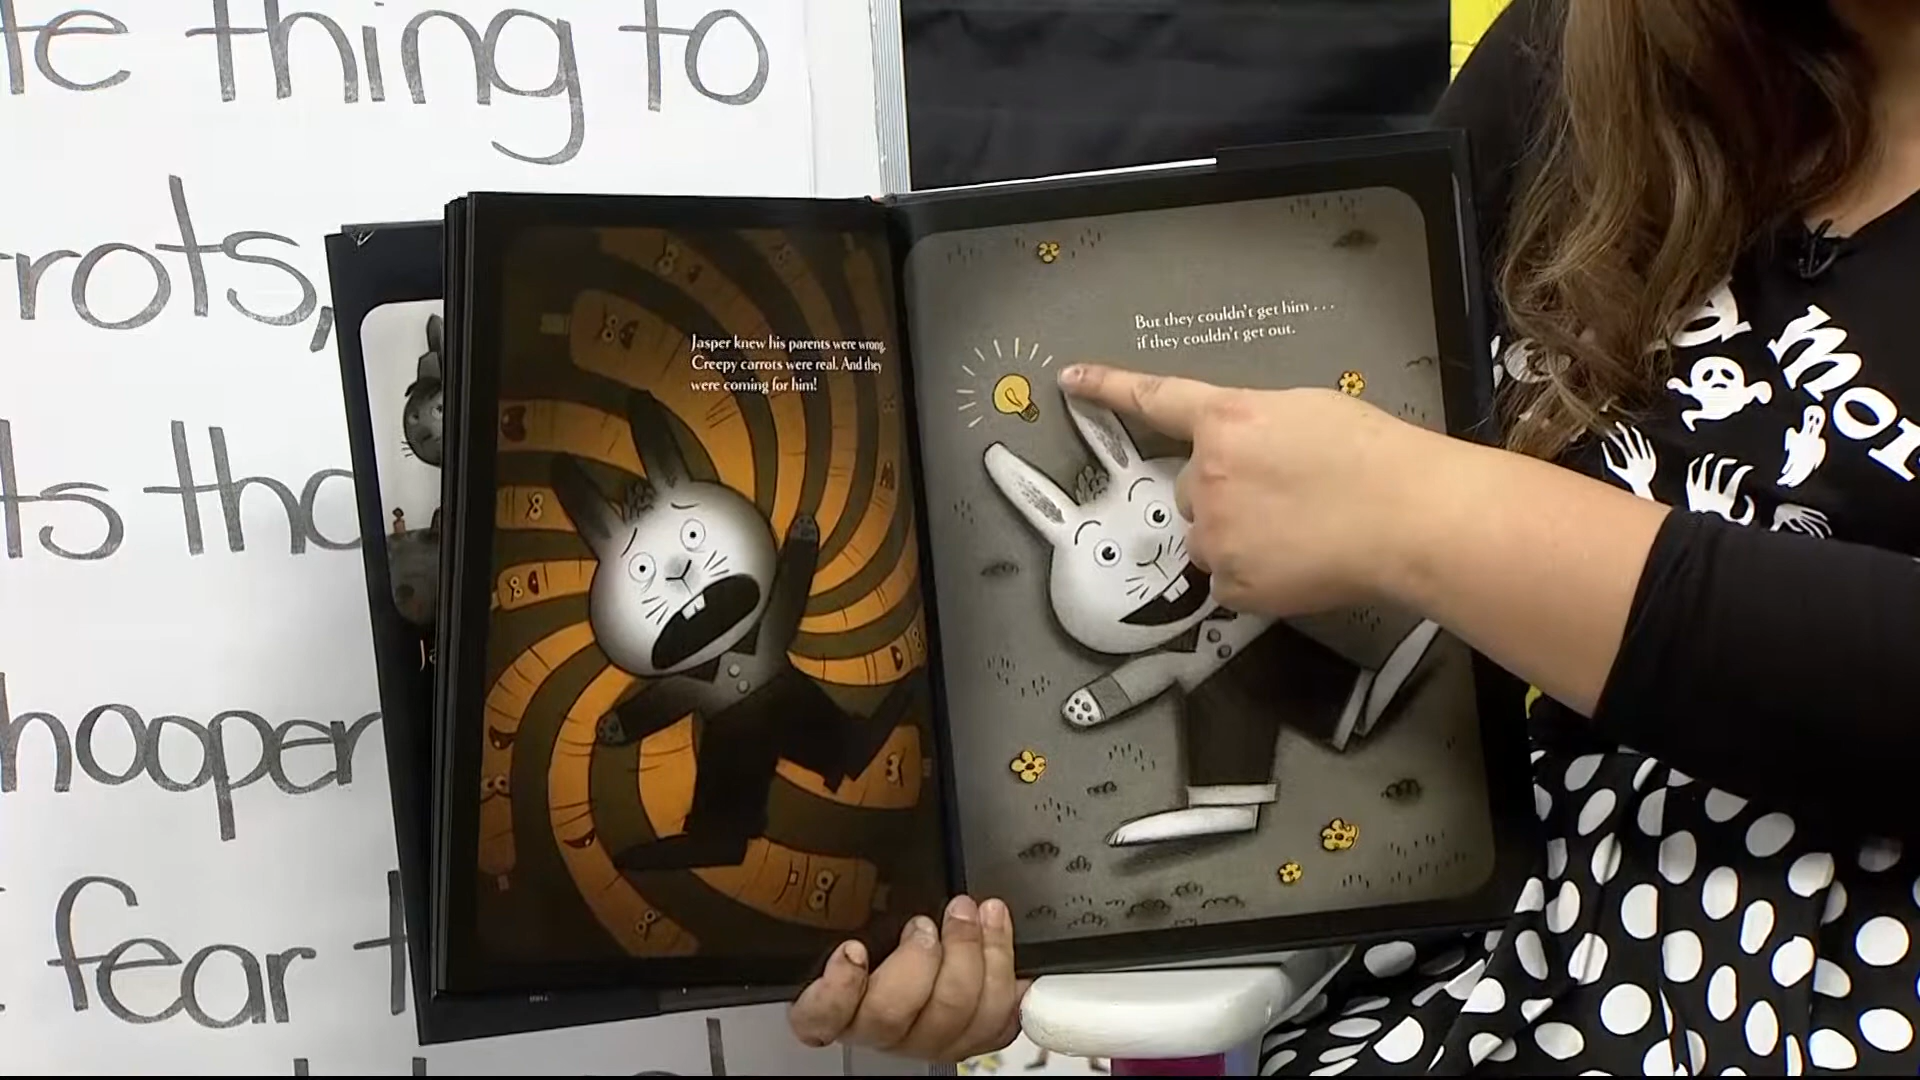 te thing to
rrots,
ts tha
hooper
fear t
Jasper knew his parents were wrong.
Creepy carrots were real. And they
were coming for him!
But they couldn't get him . . .
if they couldn't get out.